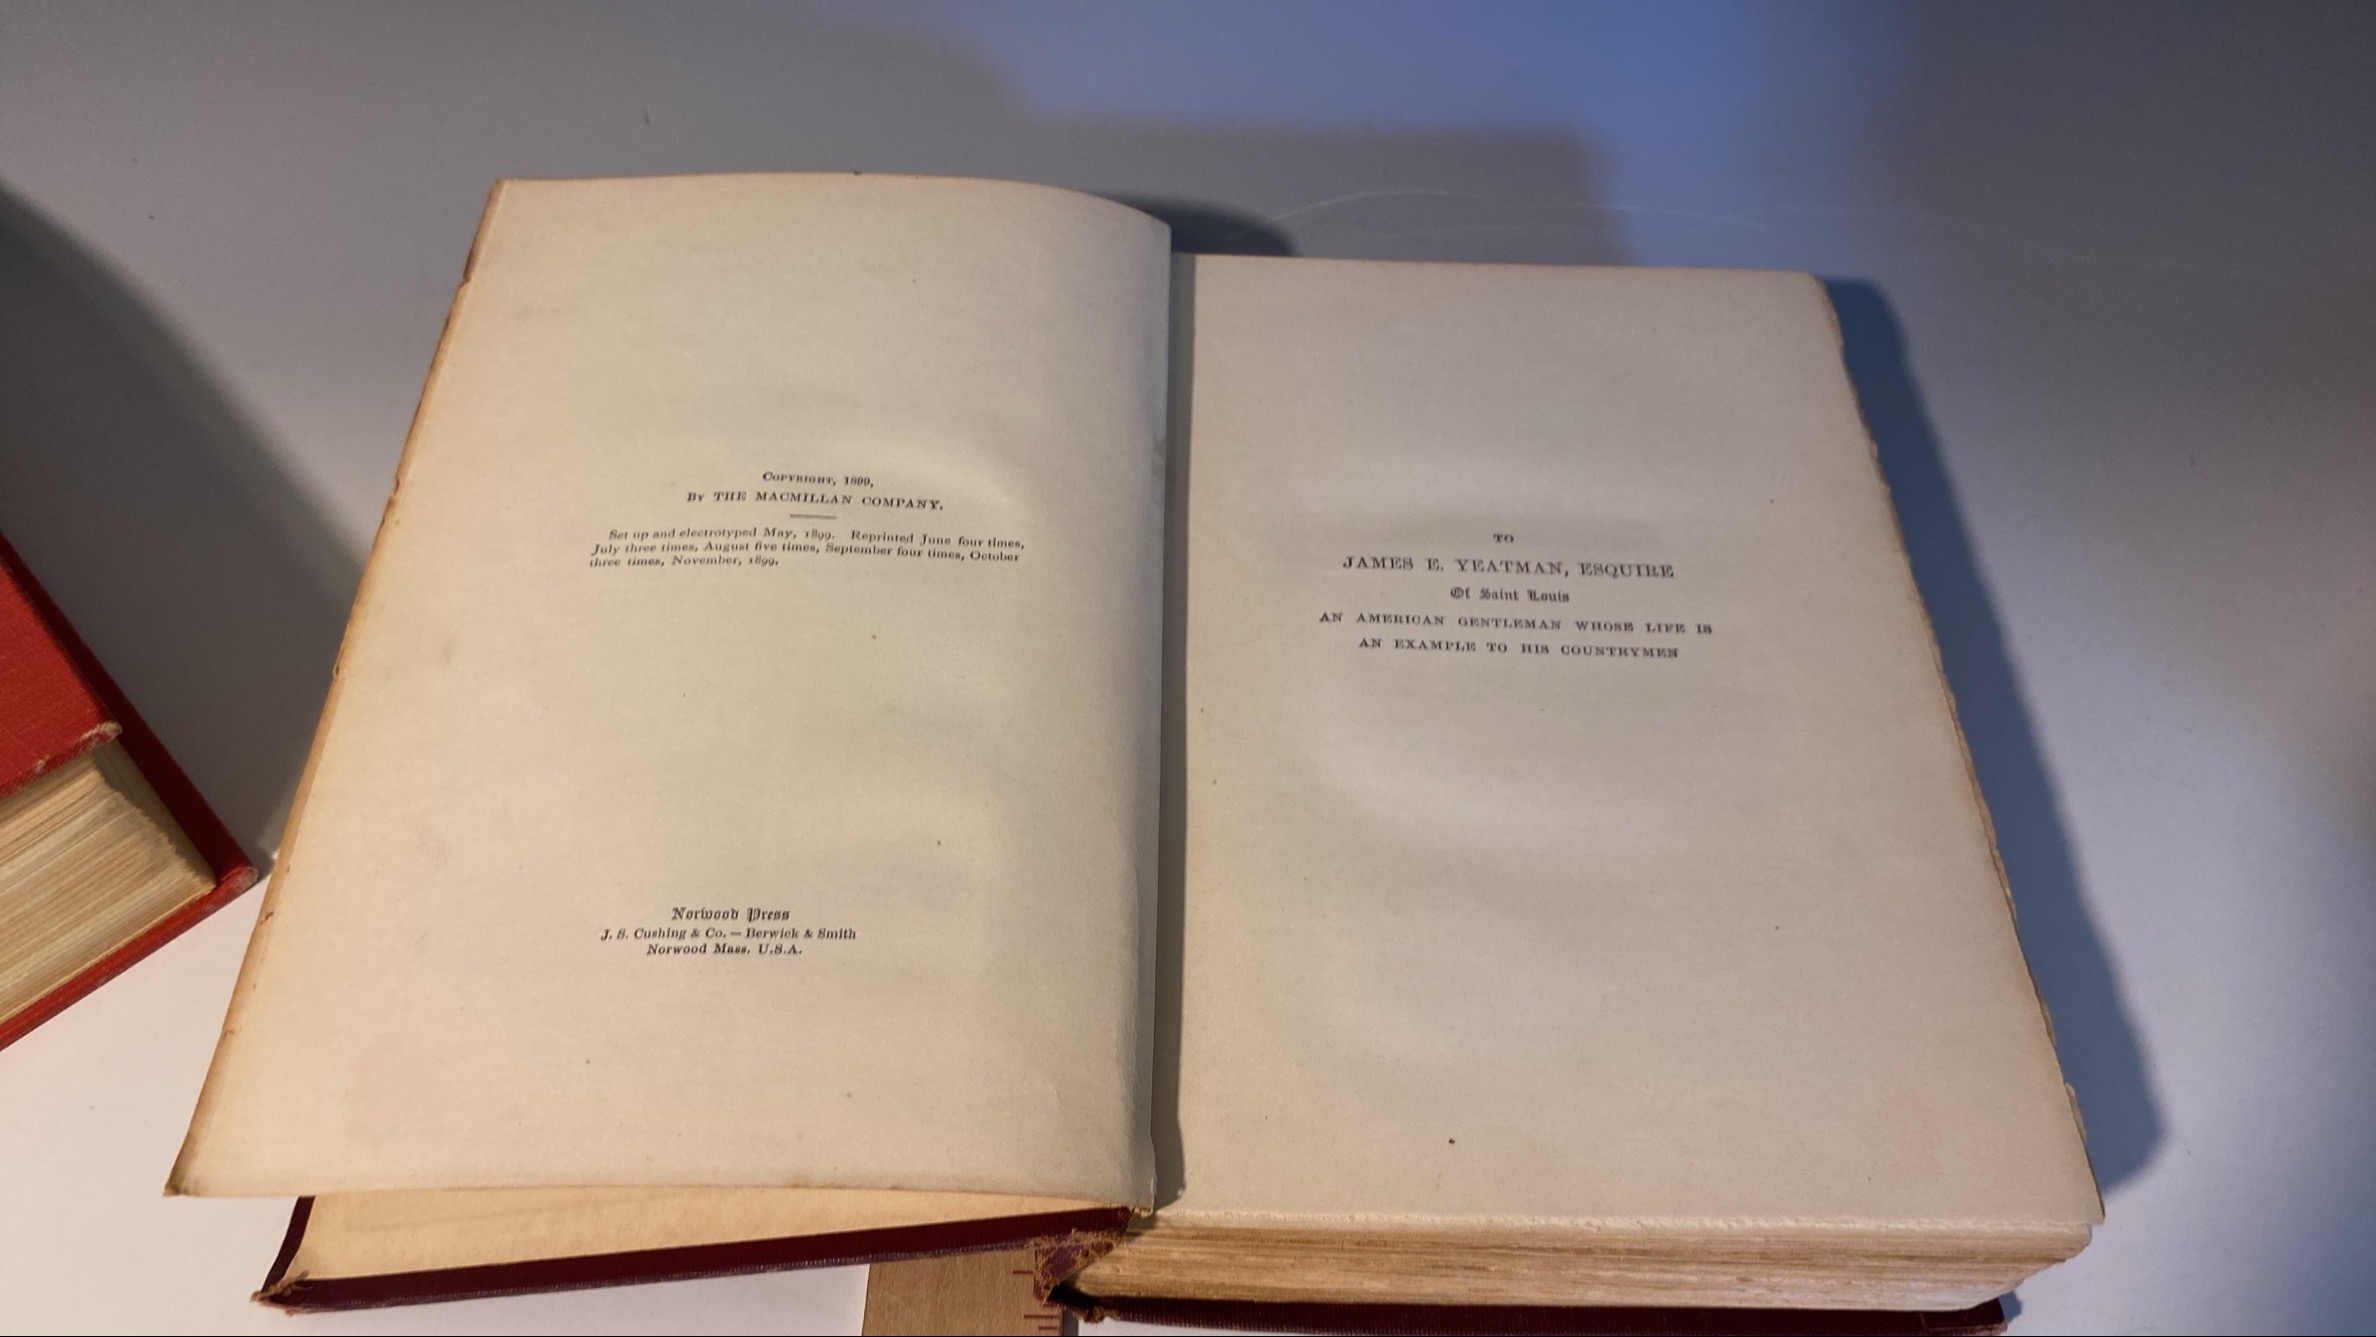 COPYRIGHT, 1899,
BY THE MACMILLAN COMPANY.
Set up and electrotyped May, 1899. Reprinted June four times,
July three times, August five times, September four times, October
three times, November, 1899.
Norwood Press
J. S. Cushing & Co. — Berwick & Smith
Norwood Mass. U.S.A.
TO
JAMES E. YEATMAN, ESQUIRE
Of Saint Louis
AN AMERICAN GENTLEMAN WHOSE LIFE IS
AN EXAMPLE TO HIS COUNTRYMEN